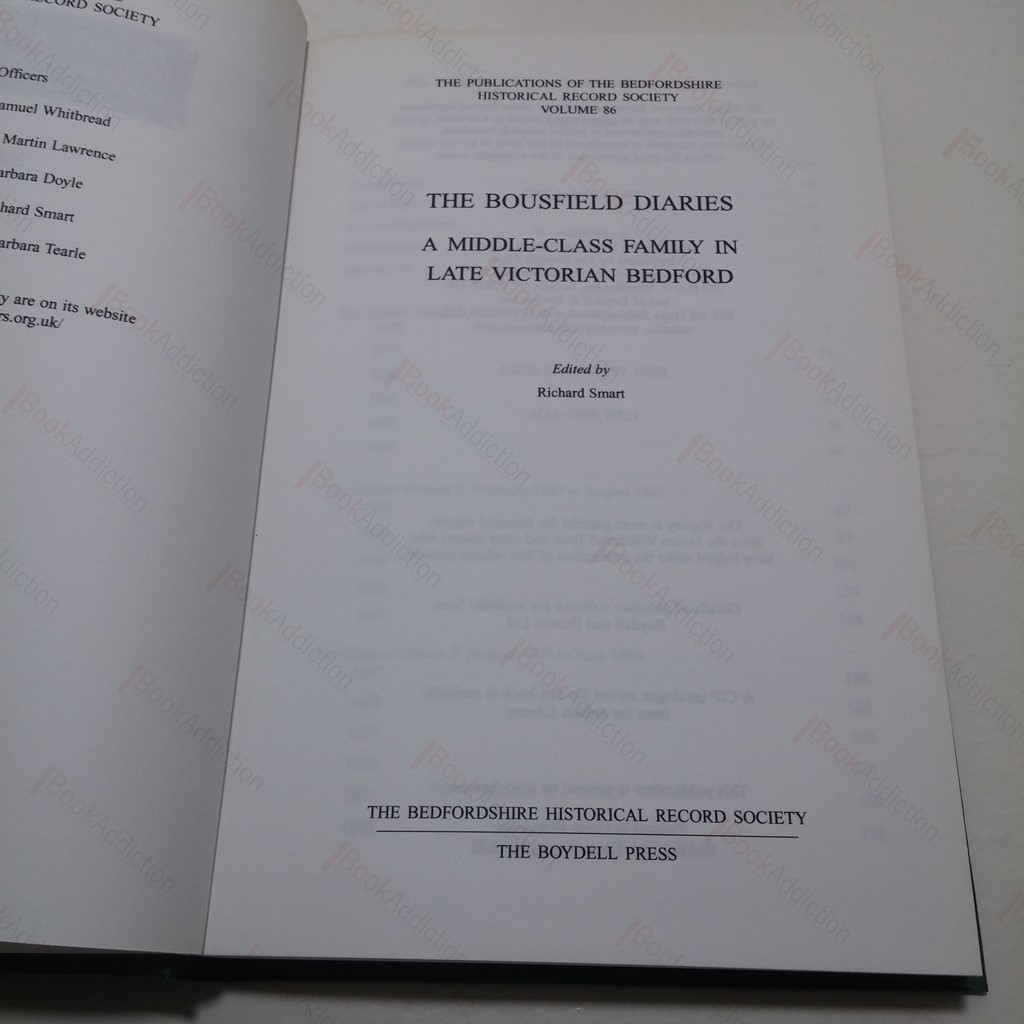 RECORD SOCIETY
Officers
amuel Whitbread
Martin Lawrence
arbara Doyle
hard Smart
arbara Tearle
y are on its website
rs.org.uk/
THE PUBLICATIONS OF THE BEDFORDSHIRE
HISTORICAL RECORD SOCIETY
VOLUME 86
THE BOUSFIELD DIARIES
A MIDDLE-CLASS FAMILY IN
LATE VICTORIAN BEDFORD
Edited by
Richard Smart
THE BEDFORDSHIRE HISTORICAL RECORD SOCIETY
THE BOYDELL PRESS
BookAddiction